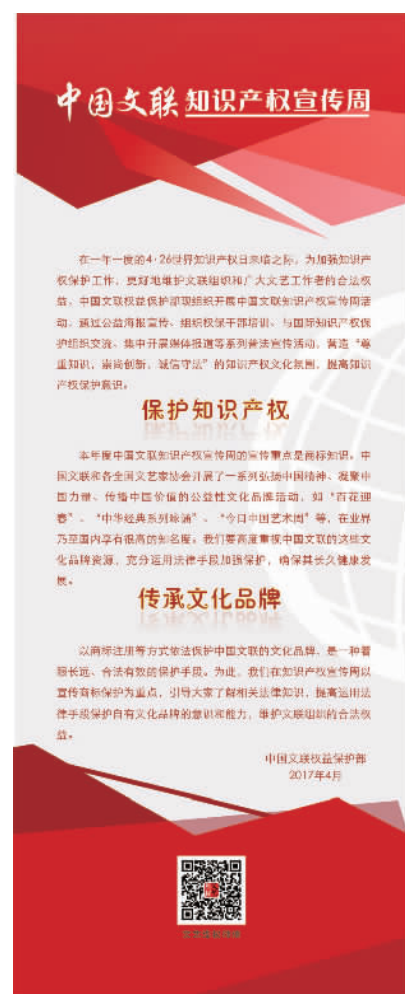 中国文联知识产权宣传周
在一年一度的4·26世界知识产权日来临之际，为加强知识产
权保护工作，更好地维护文联组织和广大文艺工作者的合法权
益，中国文联权益保护部现组织开展中国文联知识产权宣传周活
动，通过公益海报宣传、组织权保干部培训、与国际知识产权保
护组织交流、集中开展媒体报道等系列普法宣传活动，营造“尊
重知识，崇尚创新，诚信守法”的知识产权文化氛围，提高知识
产权保护意识。
保护知识产权
本年度中国文联知识产权宣传周的宣传重点是商标知识。中
国文联和各全国文艺家协会开展了一系列弘扬中国精神、凝聚中
国力量、传播中国价值的公益性文化品牌活动，如“百花迎
春”、“中华经典系列咏诵”、“今日中国艺术周”等，在业界
乃至国内享有很高的知名度。我们要高度重视中国文联的这些文
化品牌资源，充分运用法律手段加强保护，确保其长久健康发
展。
传承文化品牌
以商标注册等方式依法保护中国文联的文化品牌，是一种着
眼长远、合法有效的保护手段。为此，我们在知识产权宣传周以
宣传商标保护为重点，引导大家了解相关法律知识，提高运用法
律手段保护自有文化品牌的意识和能力，维护文联组织的合法权
益。
中国文联权益保护部
2017年4月